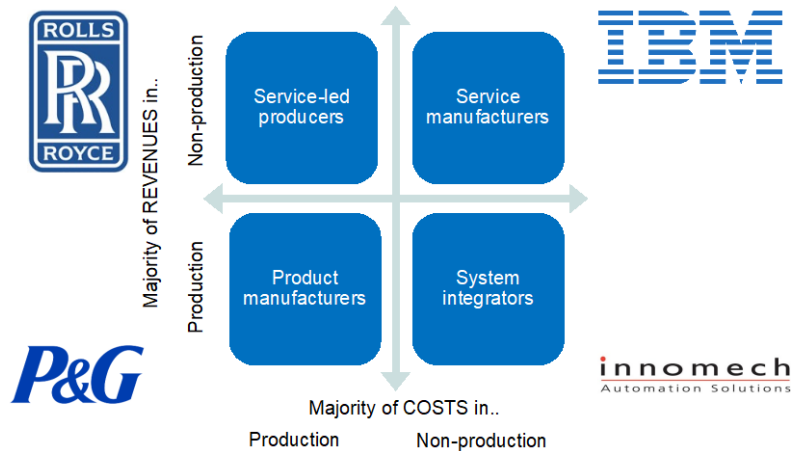 ROLLS
RR
ROYCE
IBM
Majority of REVENUES in..
Non-production
Service-led
producers
Service
manufacturers
Production
Product
manufacturers
System
integrators
P&G
innomech
Automation Solutions
Majority of COSTS in..
Production
Non-production